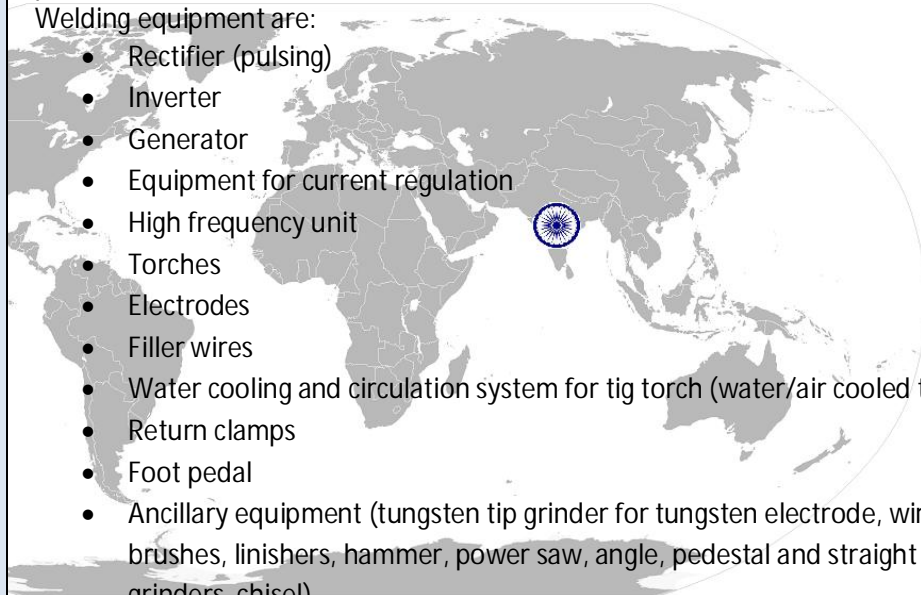 Welding equipment are:
• Rectifier (pulsing)
• Inverter
• Generator
• Equipment for current regulation
• High frequency unit
• Torches
• Electrodes
• Filler wires
• Water cooling and circulation system for tig torch (water/air cooled
• Return clamps
• Foot pedal
• Ancillary equipment (tungsten tip grinder for tungsten electrode,
brushes, linishers, hammer, power saw, angle, pedestal and straight
grinders, chisel)